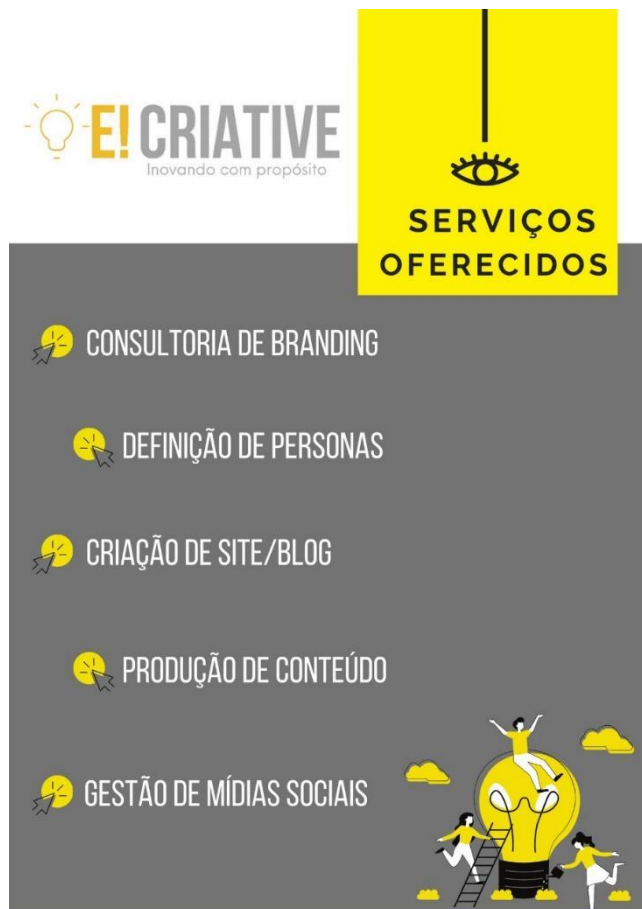 E! CRIATIVE
Inovando com propósito
SERVIÇOS
OFERECIDOS
CONSULTORIA DE BRANDING
DEFINIÇÃO DE PERSONAS
CRIAÇÃO DE SITE/BLOG
PRODUÇÃO DE CONTEÚDO
GESTÃO DE MÍDIAS SOCIAIS